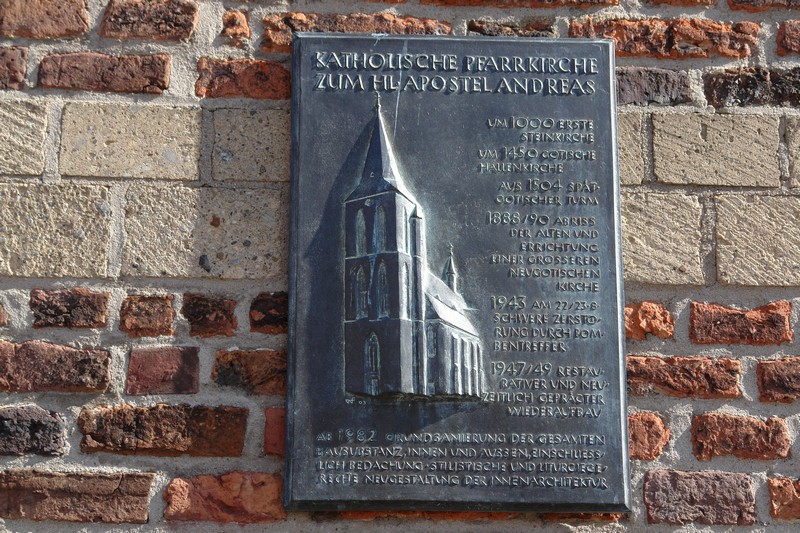 KATHOLISCHE PFARRKIRCHE
ZUM HL APOSTEL ANDREAS
UM 1000 ERSTE
STEINKIRCHE
UM 1450 GOTISCHE
HALLENKIRCHE
AUS 1504 SPÄT-
GOTISCHER TURM
1888/90 ABRISS
DER ALTEN UND
ERRICHTUNG
EINER GRÖSSEREN
NEUGOTISCHEN
KIRCHE
1943 AM 22/23·8
SCHWERE ZERSTÖ-
RUNG DURCH BOM-
BENTREFFER
1947/49 RESTAU-
RATIVER UND NEU-
ZEITLICH GEPRÄGTER
WIEDERAUFBAU
AB 1982 GRUNDSANIERUNG DER GESAMTEN
BAUSUBSTANZ, INNEN UND AUSSEN, EINSCHLIESS-
LICH BEDACHUNG·STILISTISCHE UND LITURGIEGE-
RECHTE NEUGESTALTUNG DER INNENARCHITEKTUR